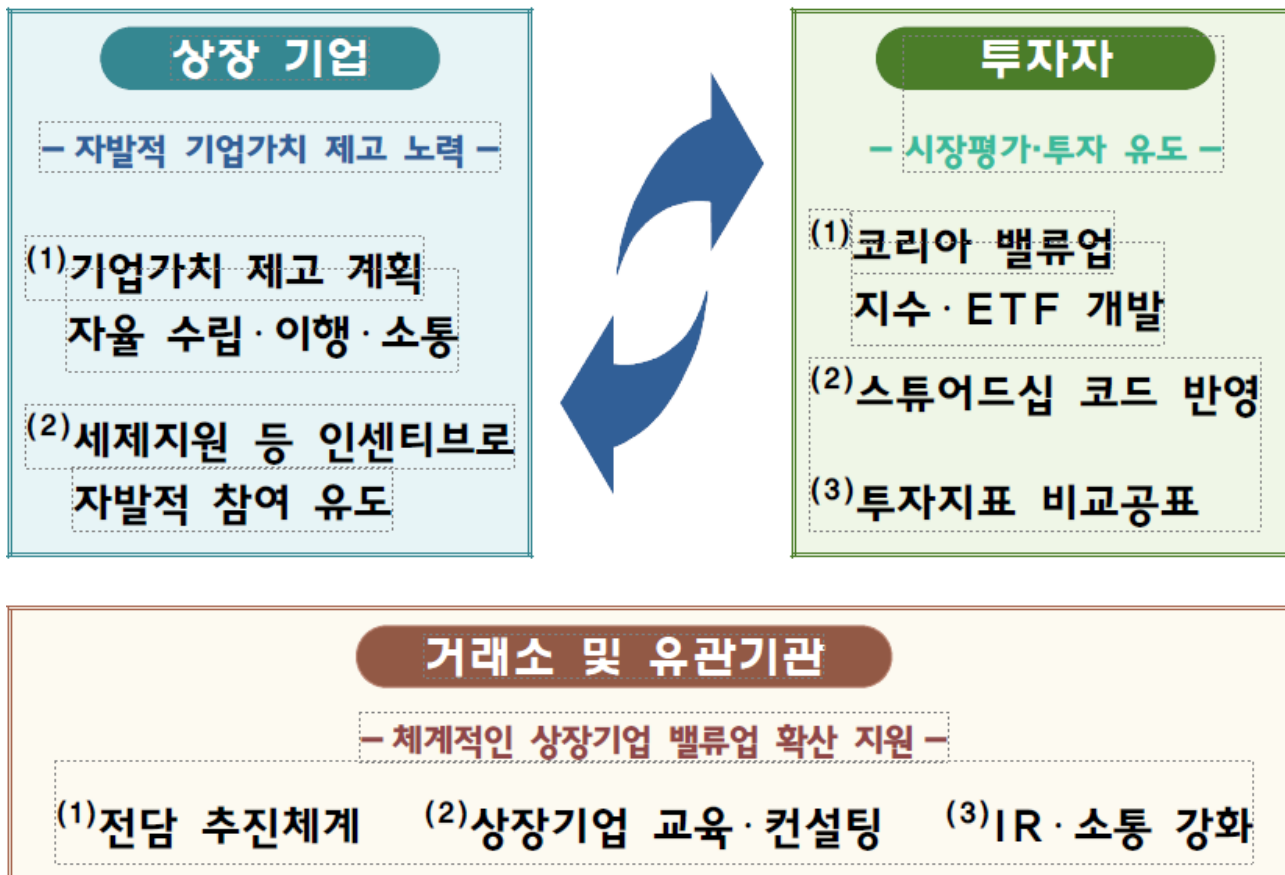 상장 기업
- 자발적 기업가치 제고 노력 -
(1)기업가치 제고 계획
자율 수립·이행·소통
(2)세제지원 등 인센티브로
자발적 참여 유도
투자자
- 시장평가·투자 유도 -
(1)코리아 밸류업
지수·ETF 개발
(2)스튜어드십 코드 반영
(3)투자지표 비교공표
거래소 및 유관기관
- 체계적인 상장기업 밸류업 확산 지원 -
(1)전담 추진체계 (2)상장기업 교육·컨설팅 (3)IR·소통 강화